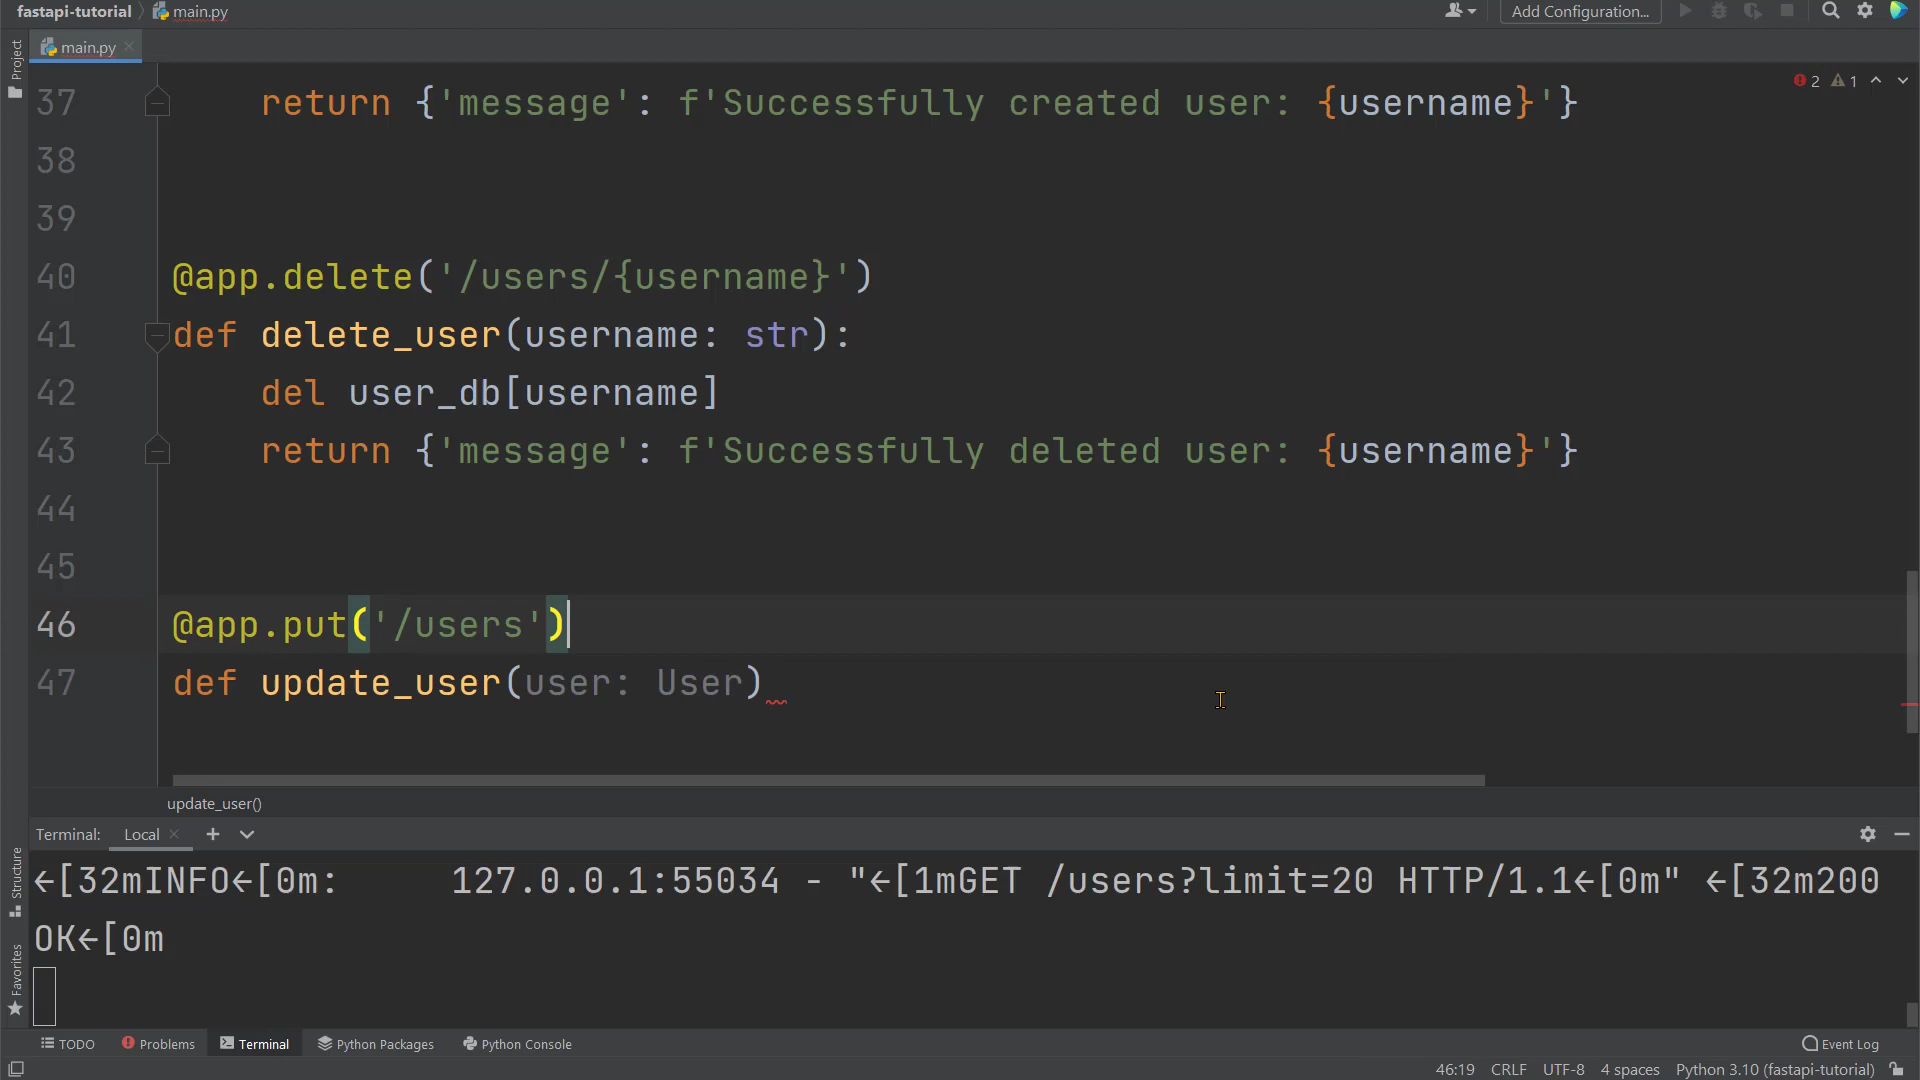 fastapi-tutorial main.py
Add Configuration...
Project
main.py
2 1
37 return {'message': f'Successfully created user: {username}'}
38
39
40 @app.delete('/users/{username}')
41 def delete_user(username: str):
42 del user_db[username]
43 return {'message': f'Successfully deleted user: {username}'}
44
45
46 @app.put('/users')
47 def update_user(user: User)
update_user()
Terminal: Local
←[32mINFO←[0m: 127.0.0.1:55034 - "←[1mGET /users?limit=20 HTTP/1.1←[0m" ←[32m200
OK←[0m
Structure
Favorites
TODO Problems Terminal Python Packages Python Console Event Log
46:19 CRLF UTF-8 4 spaces Python 3.10 (fastapi-tutorial)